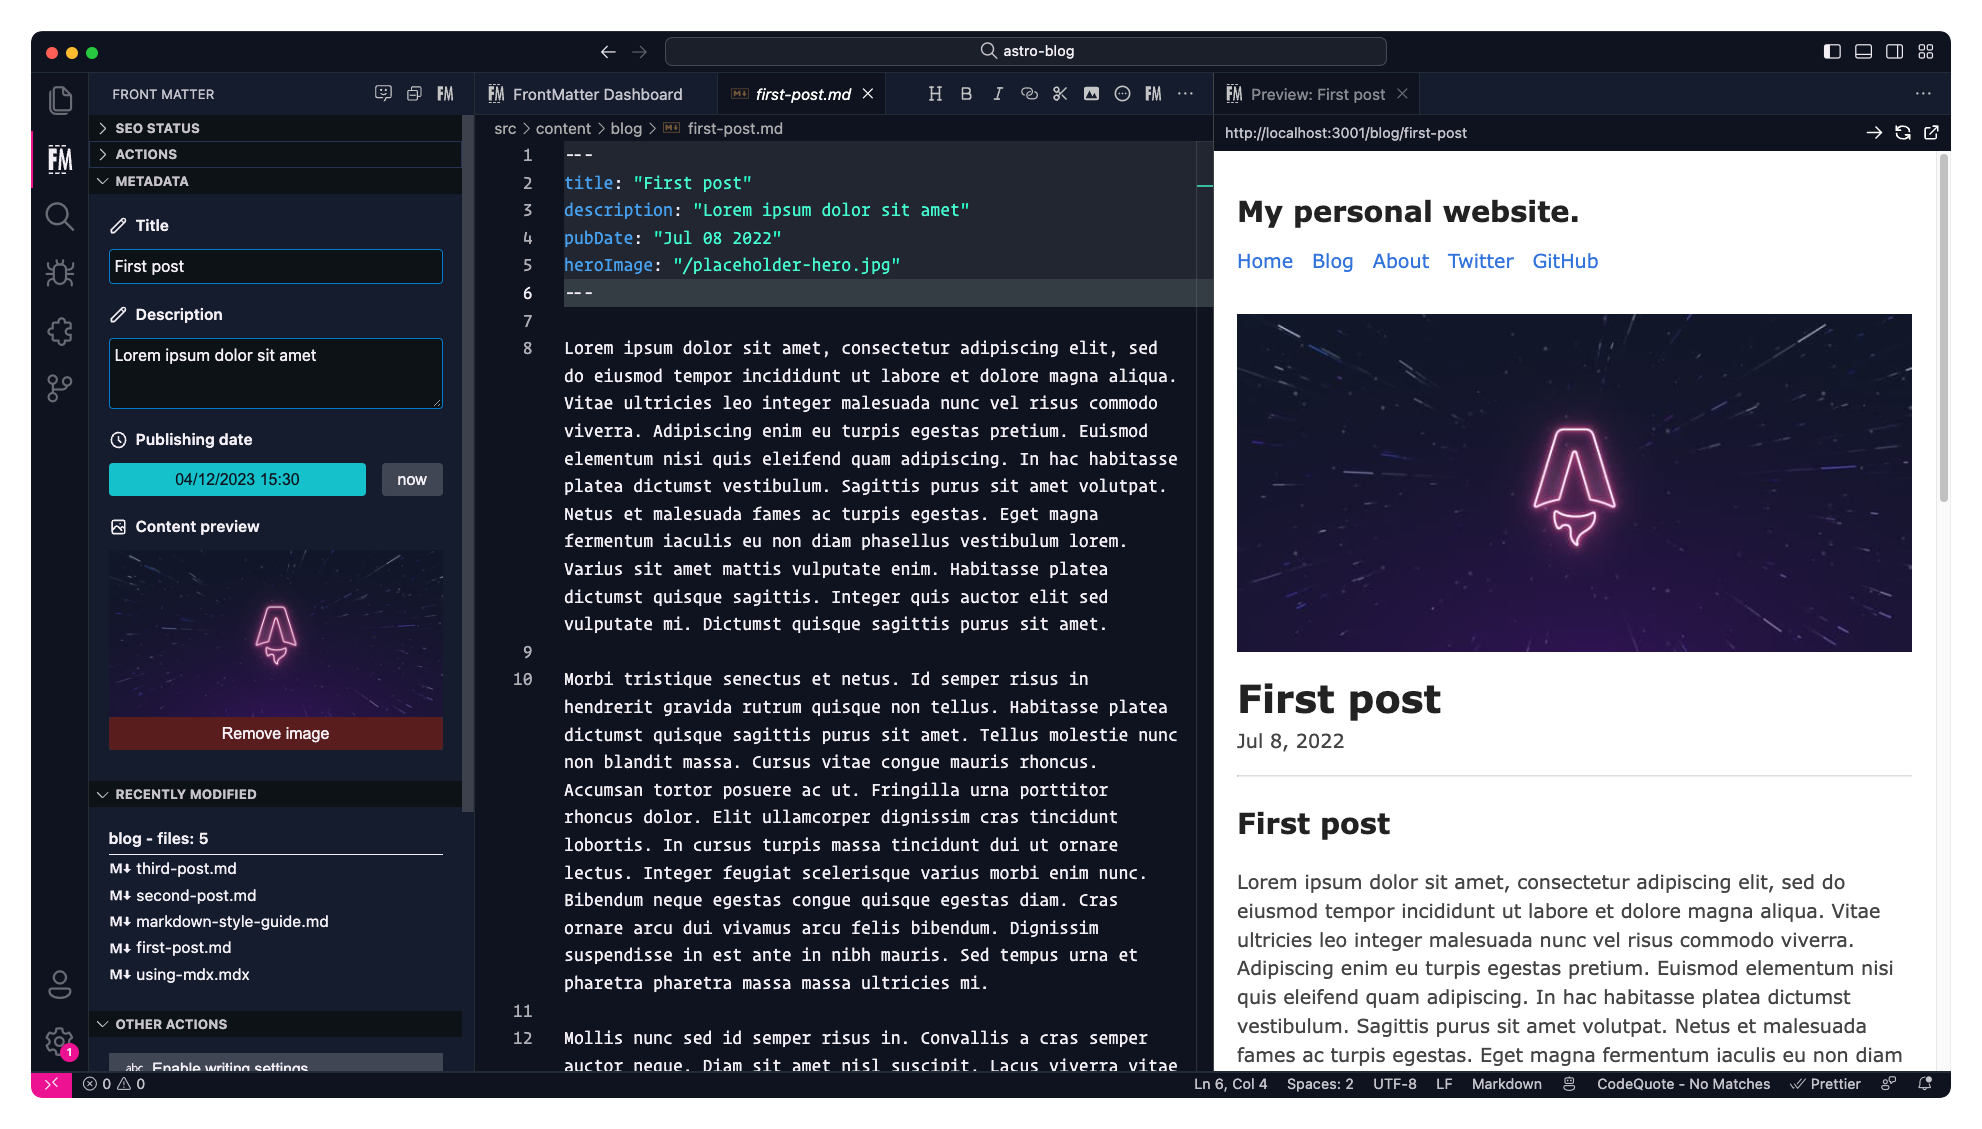 astro-blog
FRONT MATTER
SEO STATUS
ACTIONS
METADATA
Title
First post
Description
Lorem ipsum dolor sit amet
Publishing date
04/12/2023 15:30
now
Content preview
Remove image
RECENTLY MODIFIED
blog - files: 5
third-post.md
second-post.md
markdown-style-guide.md
first-post.md
using-mdx.mdx
OTHER ACTIONS
abc Enable writing settings
1
FM FrontMatter Dashboard
first-post.md
H B I FM ...
src > content > blog > first-post.md
1 ---
2 title: "First post"
3 description: "Lorem ipsum dolor sit amet"
4 pubDate: "Jul 08 2022"
5 heroImage: "/placeholder-hero.jpg"
6 ---
7
8 Lorem ipsum dolor sit amet, consectetur adipiscing elit, sed
do eiusmod tempor incididunt ut labore et dolore magna aliqua.
Vitae ultricies leo integer malesuada nunc vel risus commodo
viverra. Adipiscing enim eu turpis egestas pretium. Euismod
elementum nisi quis eleifend quam adipiscing. In hac habitasse
platea dictumst vestibulum. Sagittis purus sit amet volutpat.
Netus et malesuada fames ac turpis egestas. Eget magna
fermentum iaculis eu non diam phasellus vestibulum lorem.
Varius sit amet mattis vulputate enim. Habitasse platea
dictumst quisque sagittis. Integer quis auctor elit sed
vulputate mi. Dictumst quisque sagittis purus sit amet.
9
10 Morbi tristique senectus et netus. Id semper risus in
hendrerit gravida rutrum quisque non tellus. Habitasse platea
dictumst quisque sagittis purus sit amet. Tellus molestie nunc
non blandit massa. Cursus vitae congue mauris rhoncus.
Accumsan tortor posuere ac ut. Fringilla urna porttitor
rhoncus dolor. Elit ullamcorper dignissim cras tincidunt
lobortis. In cursus turpis massa tincidunt dui ut ornare
lectus. Integer feugiat scelerisque varius morbi enim nunc.
Bibendum neque egestas congue quisque egestas diam. Cras
ornare arcu dui vivamus arcu felis bibendum. Dignissim
suspendisse in est ante in nibh mauris. Sed tempus urna et
pharetra pharetra massa massa ultricies mi.
11
12 Mollis nunc sed id semper risus in. Convallis a cras semper
auctor neque. Diam sit amet nisl suscipit. Lacus viverra vitae
FM Preview: First post
http://localhost:3001/blog/first-post
My personal website.
Home Blog About Twitter GitHub
First post
Jul 8, 2022
First post
Lorem ipsum dolor sit amet, consectetur adipiscing elit, sed do
eiusmod tempor incididunt ut labore et dolore magna aliqua. Vitae
ultricies leo integer malesuada nunc vel risus commodo viverra.
Adipiscing enim eu turpis egestas pretium. Euismod elementum nisi
quis eleifend quam adipiscing. In hac habitasse platea dictumst
vestibulum. Sagittis purus sit amet volutpat. Netus et malesuada
fames ac turpis egestas. Eget magna fermentum iaculis eu non diam
0 0
Ln 6, Col 4 Spaces: 2 UTF-8 LF Markdown CodeQuote - No Matches Prettier